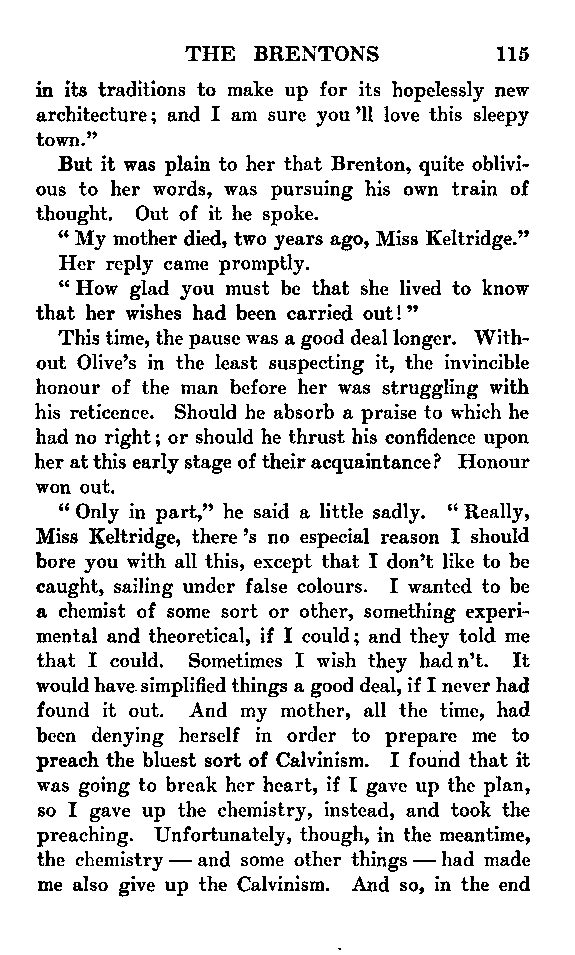 THE BRENTONS 115
in its traditions to make up for its hopelessly new
architecture; and I am sure you 'll love this sleepy
town."
But it was plain to her that Brenton, quite oblivi-
ous to her words, was pursuing his own train of
thought. Out of it he spoke.
"My mother died, two years ago, Miss Keltridge."
Her reply came promptly.
"How glad you must be that she lived to know
that her wishes had been carried out!"
This time, the pause was a good deal longer. With-
out Olive's in the least suspecting it, the invincible
honour of the man before her was struggling with
his reticence. Should he absorb a praise to which he
had no right; or should he thrust his confidence upon
her at this early stage of their acquaintance? Honour
won out.
"Only in part," he said a little sadly. "Really,
Miss Keltridge, there 's no especial reason I should
bore you with all this, except that I don't like to be
caught, sailing under false colours. I wanted to be
a chemist of some sort or other, something experi-
mental and theoretical, if I could; and they told me
that I could. Sometimes I wish they had n't. It
would have simplified things a good deal, if I never had
found it out. And my mother, all the time, had
been denying herself in order to prepare me to
preach the bluest sort of Calvinism. I found that it
was going to break her heart, if I gave up the plan,
so I gave up the chemistry, instead, and took the
preaching. Unfortunately, though, in the meantime,
the chemistry — and some other things — had made
me also give up the Calvinism. And so, in the end